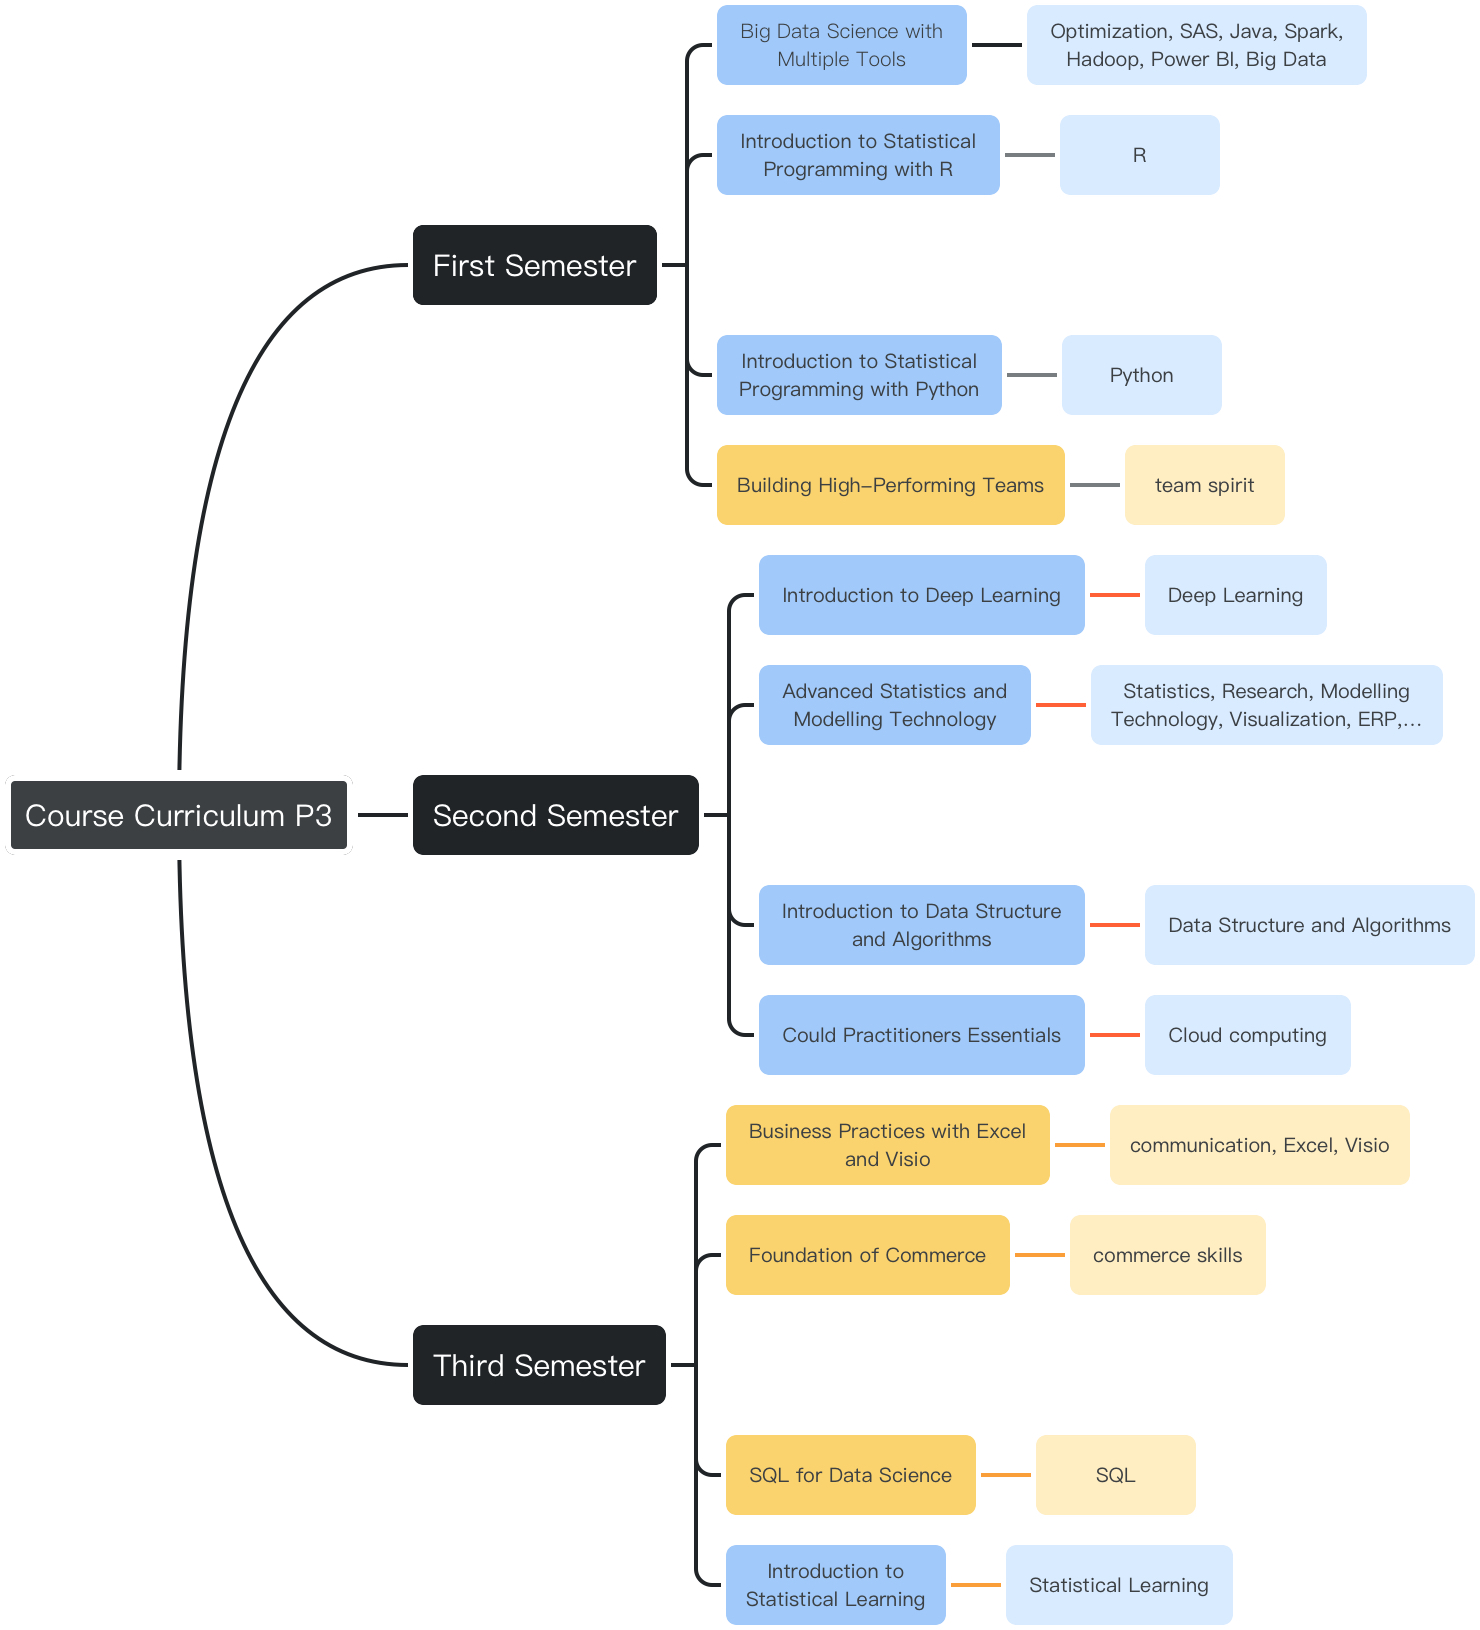 Big Data Science with
Multiple Tools
Optimization, SAS, Java, Spark,
Hadoop, Power BI, Big Data
Introduction to Statistical
Programming with R
R
First Semester
Introduction to Statistical
Programming with Python
Python
Building High-Performing Teams
team spirit
Introduction to Deep Learning
Deep Learning
Advanced Statistics and
Modelling Technology
Statistics, Research, Modelling
Technology, Visualization, ERP,...
Course Curriculum P3
Second Semester
Introduction to Data Structure
and Algorithms
Data Structure and Algorithms
Could Practitioners Essentials
Cloud computing
Business Practices with Excel
and Visio
communication, Excel, Visio
Foundation of Commerce
commerce skills
Third Semester
SQL for Data Science
SQL
Introduction to
Statistical Learning
Statistical Learning